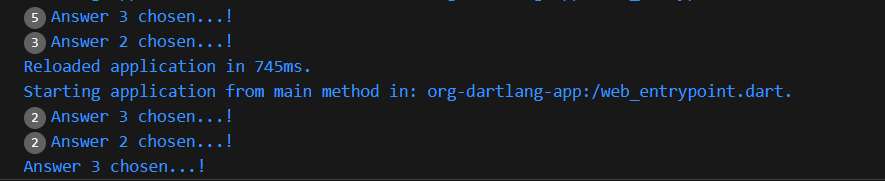 5 Answer 3 chosen...!
3 Answer 2 chosen...!
Reloaded application in 745ms.
Starting application from main method in: org-dartlang-app:/web_entrypoint.dart.
2 Answer 3 chosen...!
2 Answer 2 chosen...!
Answer 3 chosen...!